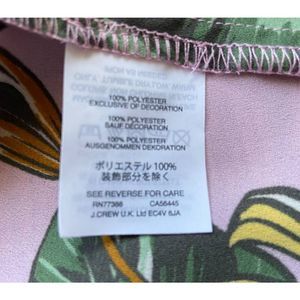 100% POLYESTER
EXCLUSIVE OF DECORATION
100% POLYESTER
SAUF DÉCORATION
100% POLYESTER
AUSGENOMMEN DEKORATION
ポリエステル 100%
装飾部分を除く
SEE REVERSE FOR CARE
RN77388 CA56445
J.CREW U.K. Ltd EC4V 6JA